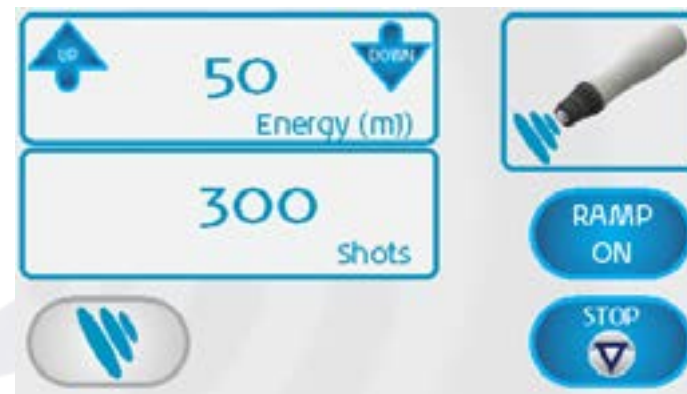 UP
DOWN
50
Energy (mJ)
300
Shots
RAMP
ON
STOP